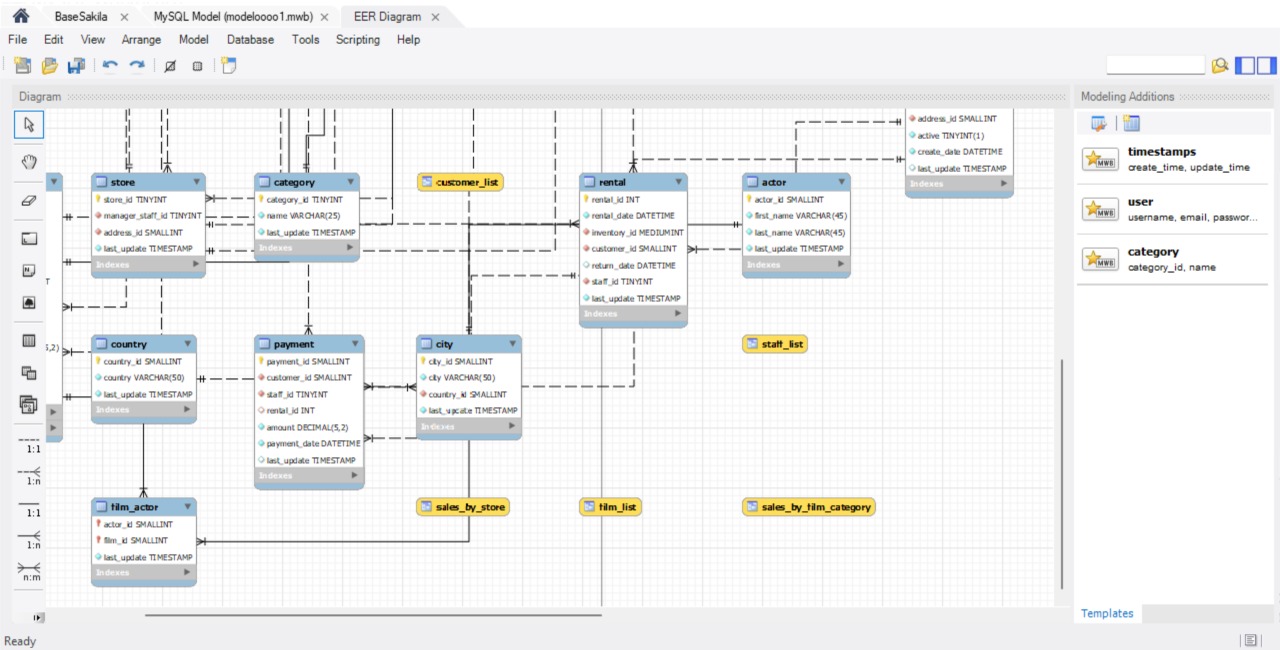 BaseSakila
MySQL Model (modeloooo1.mwb)
EER Diagram
File Edit View Arrange Model Database Tools Scripting Help
Diagram
Modeling Additions
address_id SMALLINT
active TINYINT(1)
create_date DATETIME
last_update TIMESTAMP
Indexes
store
store_id TINYINT
manager_staff_id TINYINT
address_id SMALLINT
last_update TIMESTAMP
Indexes
category
category_id TINYINT
name VARCHAR(25)
last_update TIMESTAMP
Indexes
customer_list
rental
rental_id INT
rental_date DATETIME
inventory_id MEDIUMINT
customer_id SMALLINT
return_date DATETIME
staff_id TINYINT
last_update TIMESTAMP
Indexes
actor
actor_id SMALLINT
first_name VARCHAR(45)
last_name VARCHAR(45)
last_update TIMESTAMP
Indexes
timestamps
create_time, update_time
user
username, email, passwor...
category
category_id, name
T
5,2)
country
country_id SMALLINT
country VARCHAR(50)
last_update TIMESTAMP
Indexes
payment
payment_id SMALLINT
customer_id SMALLINT
staff_id TINYINT
rental_id INT
amount DECIMAL(5,2)
payment_date DATETIME
last_update TIMESTAMP
Indexes
city
city_id SMALLINT
city VARCHAR(50)
country_id SMALLINT
last_update TIMESTAMP
Indexes
staff_list
film_actor
actor_id SMALLINT
film_id SMALLINT
last_update TIMESTAMP
Indexes
sales_by_store
film_list
sales_by_film_category
1:1
1:n
1:1
1:n
n:m
Templates
Ready